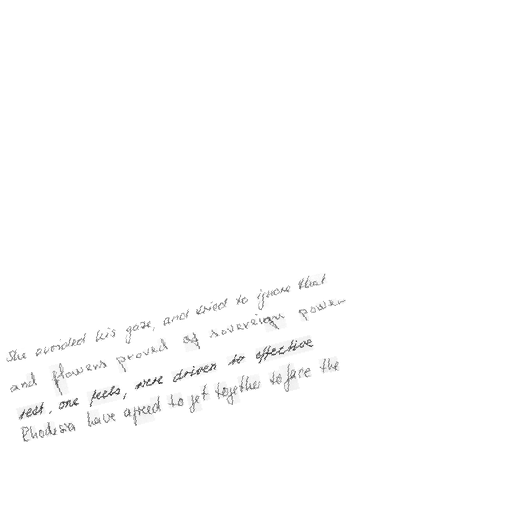 She avoided his gaze, and tried to ignore that
and flowers proved of sovereign power
rest, one feels, were driven to effective
Rhodesia have agreed to get together to face the